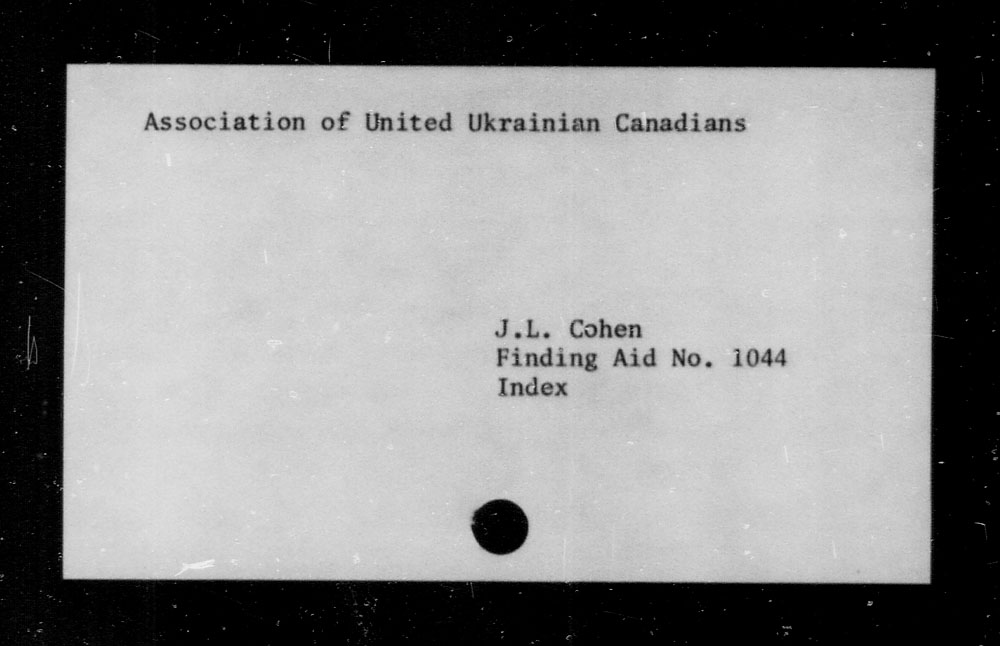 Association of United Ukrainian Canadians
J.L. Cohen
Finding Aid No. 1044
Index